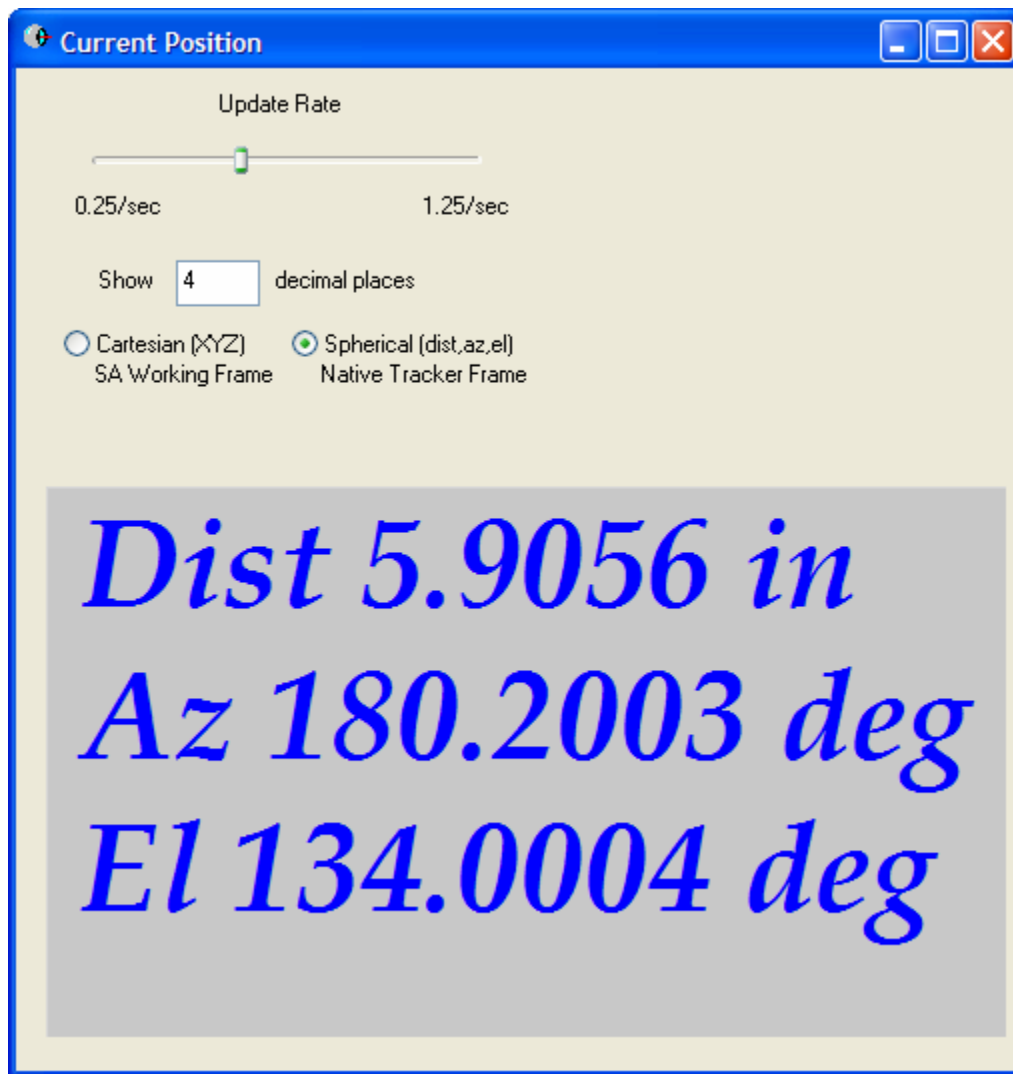 Current Position
Update Rate
0.25/sec 1.25/sec
Show 4 decimal places
Cartesian (XYZ) Spherical (dist,az,el)
SA Working Frame Native Tracker Frame
Dist 5.9056 in
Az 180.2003 deg
El 134.0004 deg